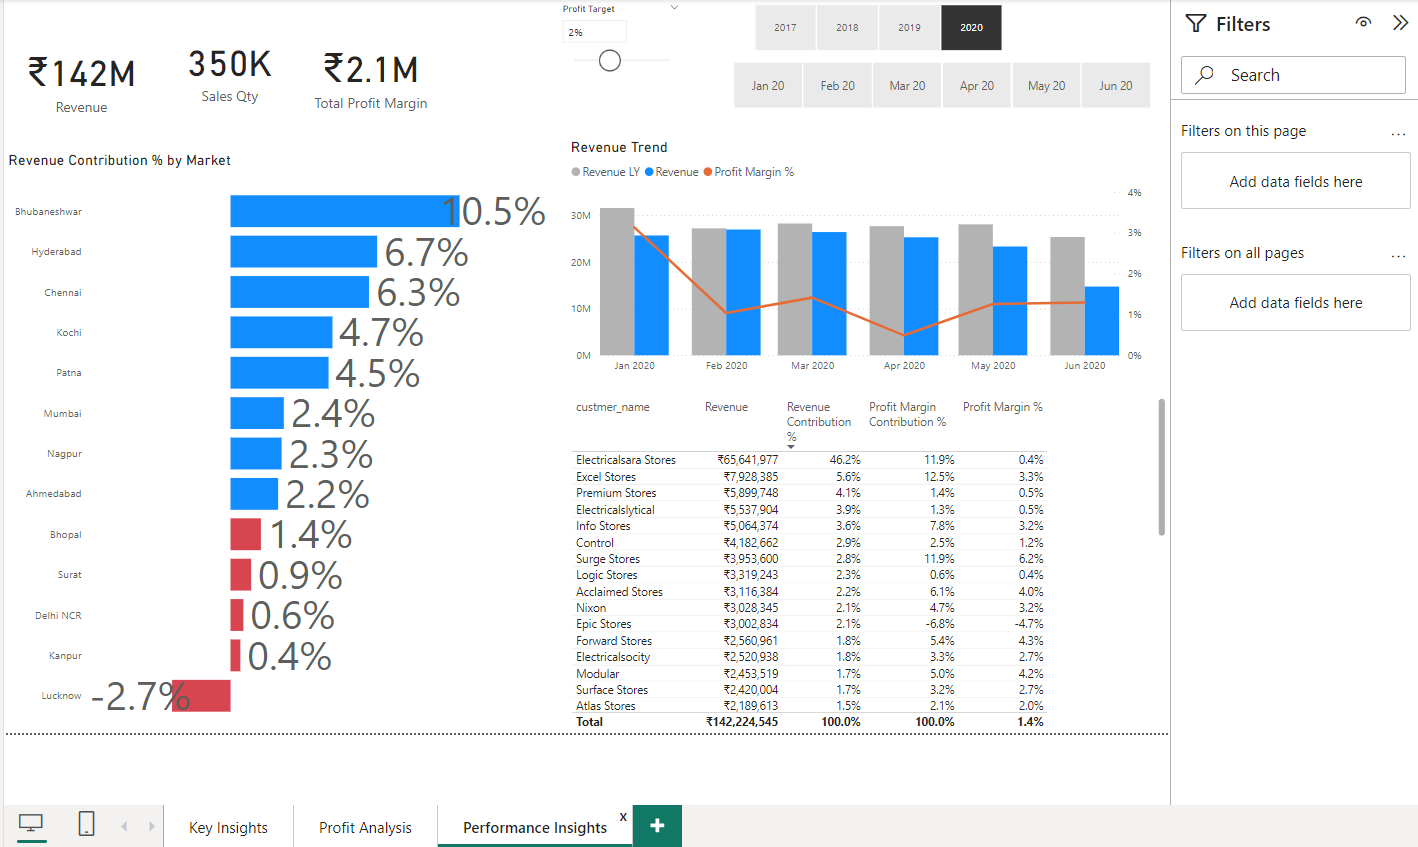 Profit Target
2%
2017 2018 2019 2020
Jan 20 Feb 20 Mar 20 Apr 20 May 20 Jun 20
₹142M
Revenue
350K
Sales Qty
₹2.1M
Total Profit Margin
Revenue Contribution % by Market
Bhubaneshwar 10.5%
Hyderabad 6.7%
Chennai 6.3%
Kochi 4.7%
Patna 4.5%
Mumbai 2.4%
Nagpur 2.3%
Ahmedabad 2.2%
Bhopal 1.4%
Surat 0.9%
Delhi NCR 0.6%
Kanpur 0.4%
Lucknow -2.7%
Revenue Trend
Revenue LY Revenue Profit Margin %
4%
30M 3%
20M 2%
10M 1%
0M 0%
Jan 2020 Feb 2020 Mar 2020 Apr 2020 May 2020 Jun 2020
custmer_name Revenue Revenue Profit Margin Profit Margin %
Contribution Contribution %
%
Electricalsara Stores ₹65,641,977 46.2% 11.9% 0.4%
Excel Stores ₹7,928,385 5.6% 12.5% 3.3%
Premium Stores ₹5,899,748 4.1% 1.4% 0.5%
Electricalslytical ₹5,537,904 3.9% 1.3% 0.5%
Info Stores ₹5,064,374 3.6% 7.8% 3.2%
Control ₹4,182,662 2.9% 2.5% 1.2%
Surge Stores ₹3,953,600 2.8% 11.9% 6.2%
Logic Stores ₹3,319,243 2.3% 0.6% 0.4%
Acclaimed Stores ₹3,116,384 2.2% 6.1% 4.0%
Nixon ₹3,028,345 2.1% 4.7% 3.2%
Epic Stores ₹3,002,834 2.1% -6.8% -4.7%
Forward Stores ₹2,560,961 1.8% 5.4% 4.3%
Electricalsocity ₹2,520,938 1.8% 3.3% 2.7%
Modular ₹2,453,519 1.7% 5.0% 4.2%
Surface Stores ₹2,420,004 1.7% 3.2% 2.7%
Atlas Stores ₹2,189,613 1.5% 2.1% 2.0%
Total ₹142,224,545 100.0% 100.0% 1.4%
Filters
Search
Filters on this page ...
Add data fields here
Filters on all pages ...
Add data fields here
Key Insights Profit Analysis Performance Insights x +